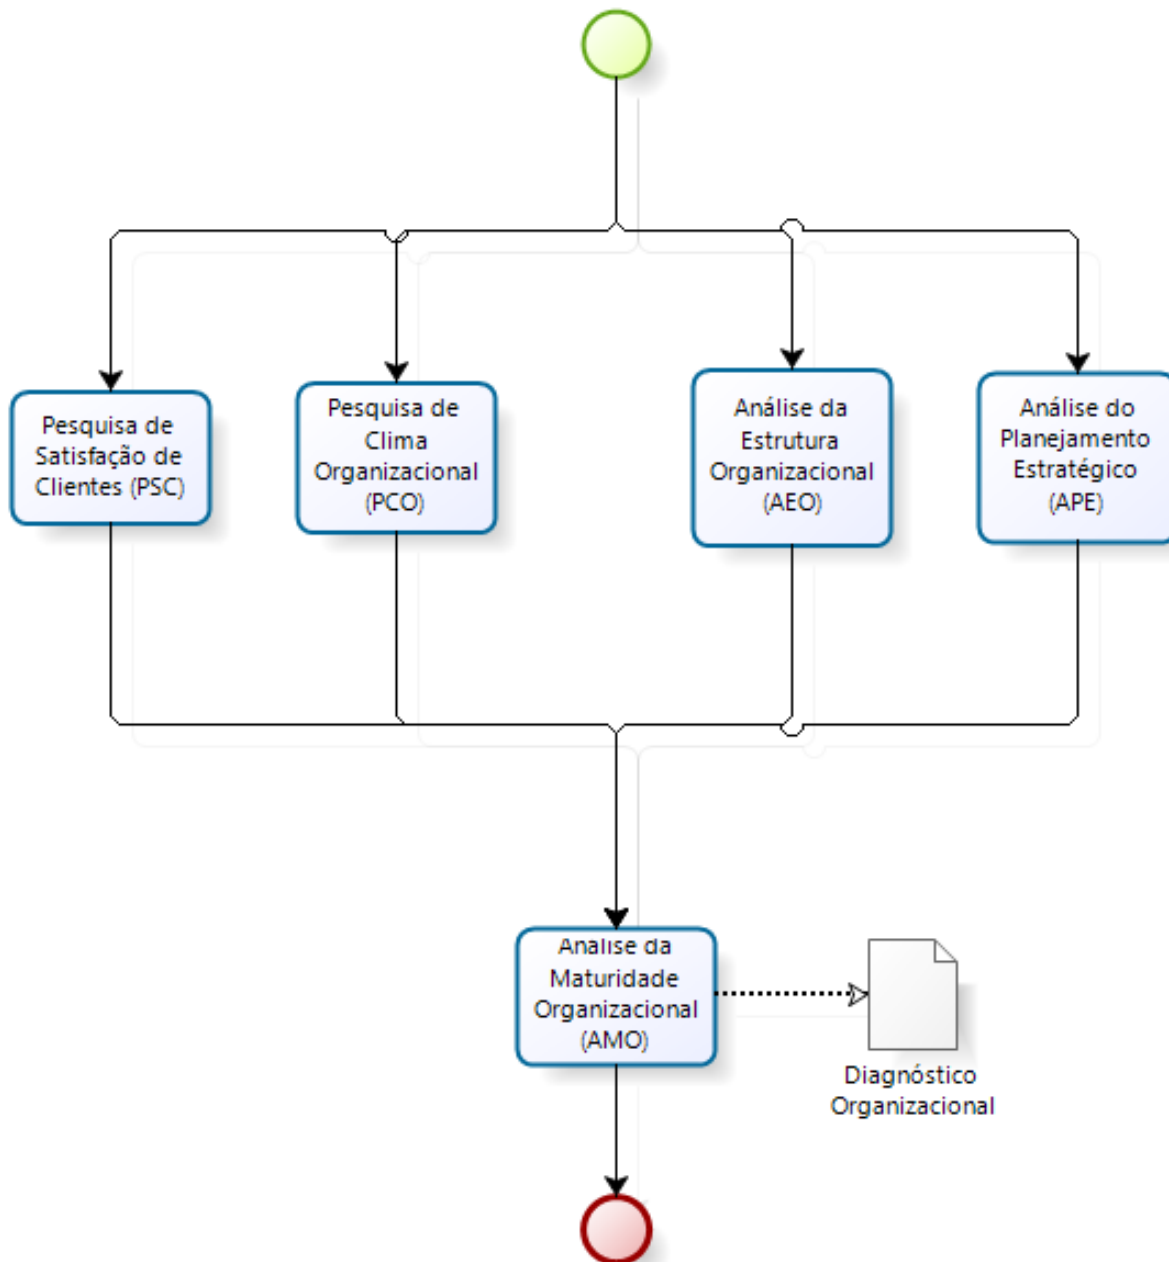 Pesquisa de
Satisfação de
Clientes (PSC)
Pesquisa de
Clima
Organizacional
(PCO)
Análise da
Estrutura
Organizacional
(AEO)
Análise do
Planejamento
Estratégico
(APE)
Análise da
Maturidade
Organizacional
(AMO)
Diagnóstico
Organizacional